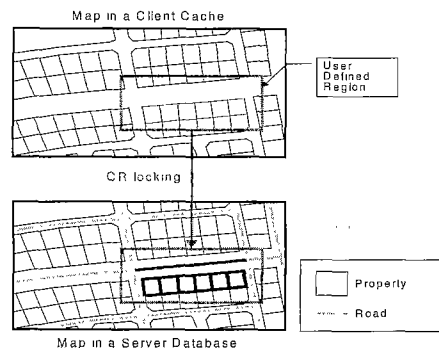 Map in a Client Cache
User
Defined
Region
CR locking
Property
Road
Map in a Server Database